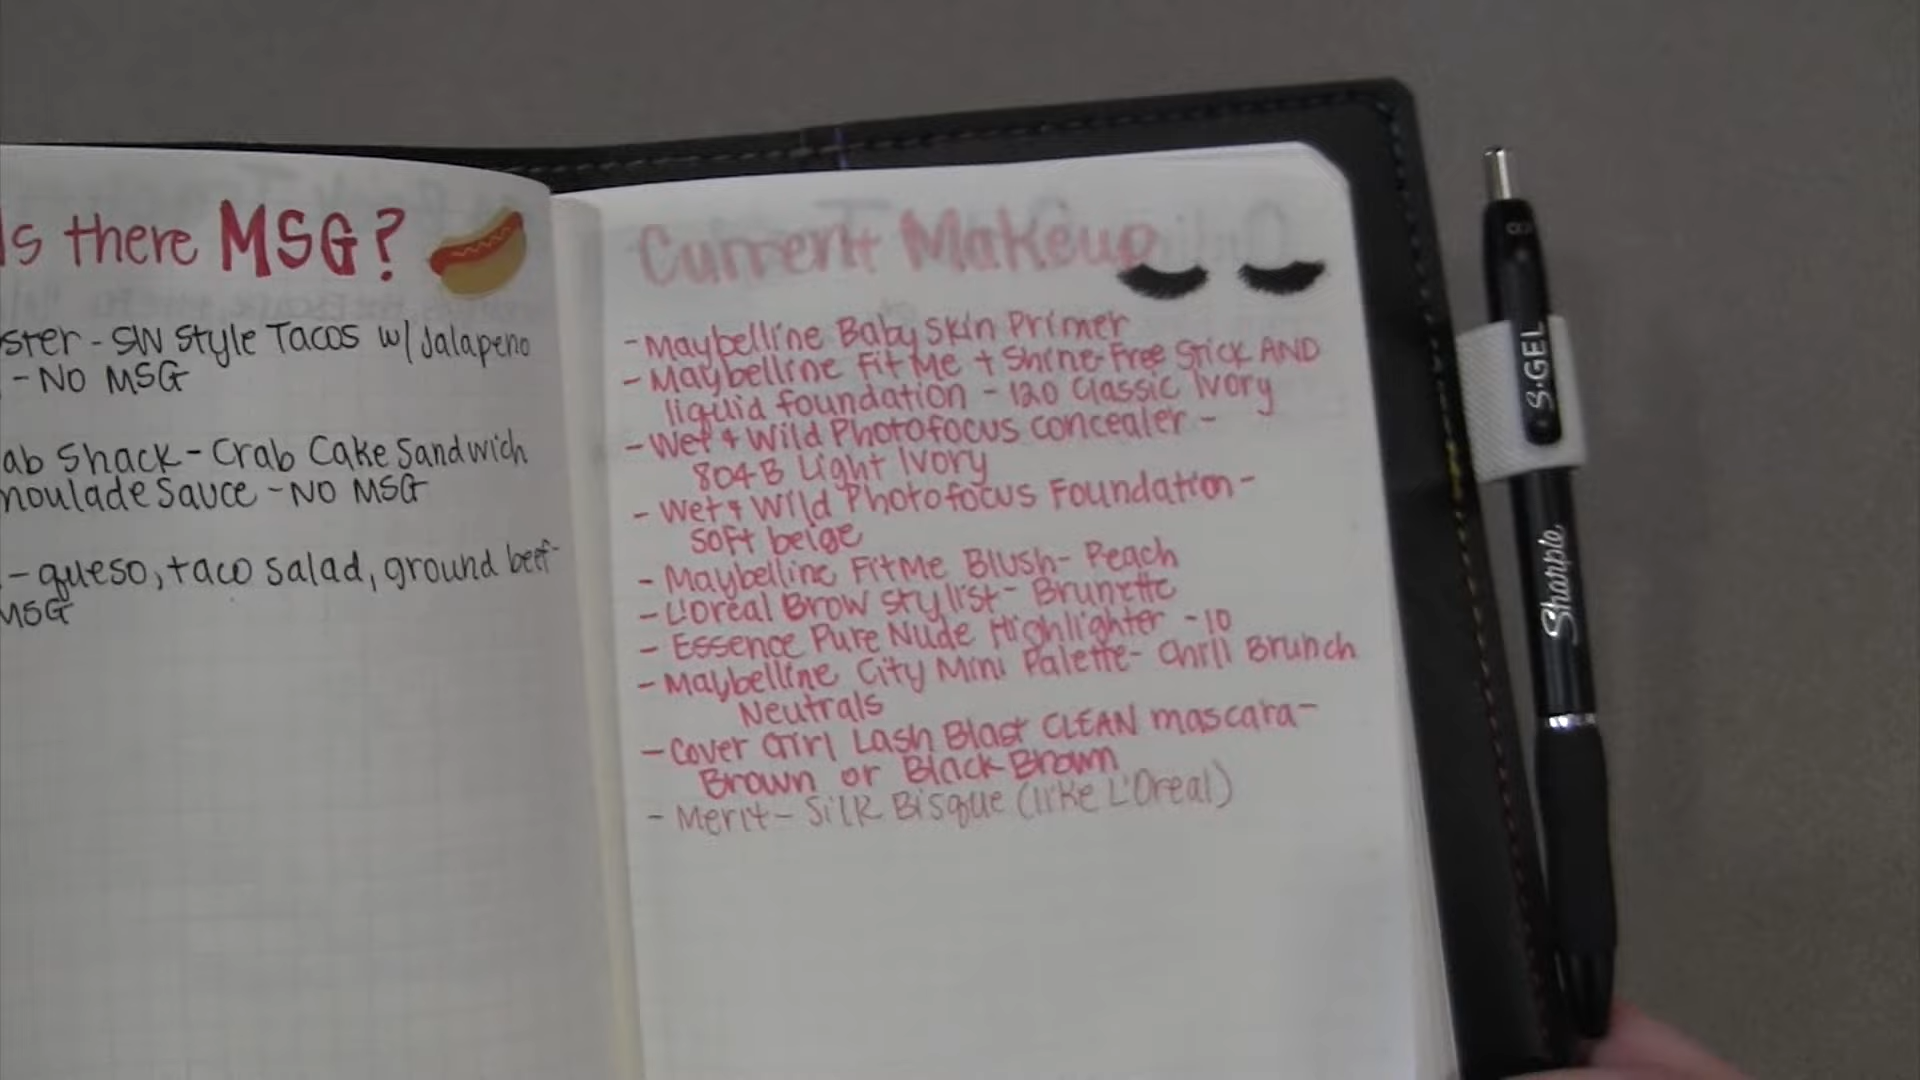 Is there MSG?
ster - SW Style Tacos w/ Jalapeno
- NO MSG
ab Shack - Crab Cake Sandwich
moulade Sauce - NO MSG
- queso, taco salad, ground beef -
MSG
Current Makeup
- Maybelline Baby Skin Primer
- Maybelline Fit Me + Shine-Free Stick AND
liquid foundation - 120 Classic Ivory
- Wet & Wild Photofocus concealer -
804B Light Ivory
- Wet & Wild Photofocus Foundation -
soft beige
- Maybelline Fit Me Blush - Peach
- L'Oreal Brow Stylist - Brunette
- Essence Pure Nude Highlighter - 10
- Maybelline City Mini Palette - Chill Brunch
Neutrals
- Cover Girl Lash Blast CLEAN mascara -
Brown or Black Brown
- Merit - Silk Bisque (like L'Oreal)
8
S·GEL
Sharpie